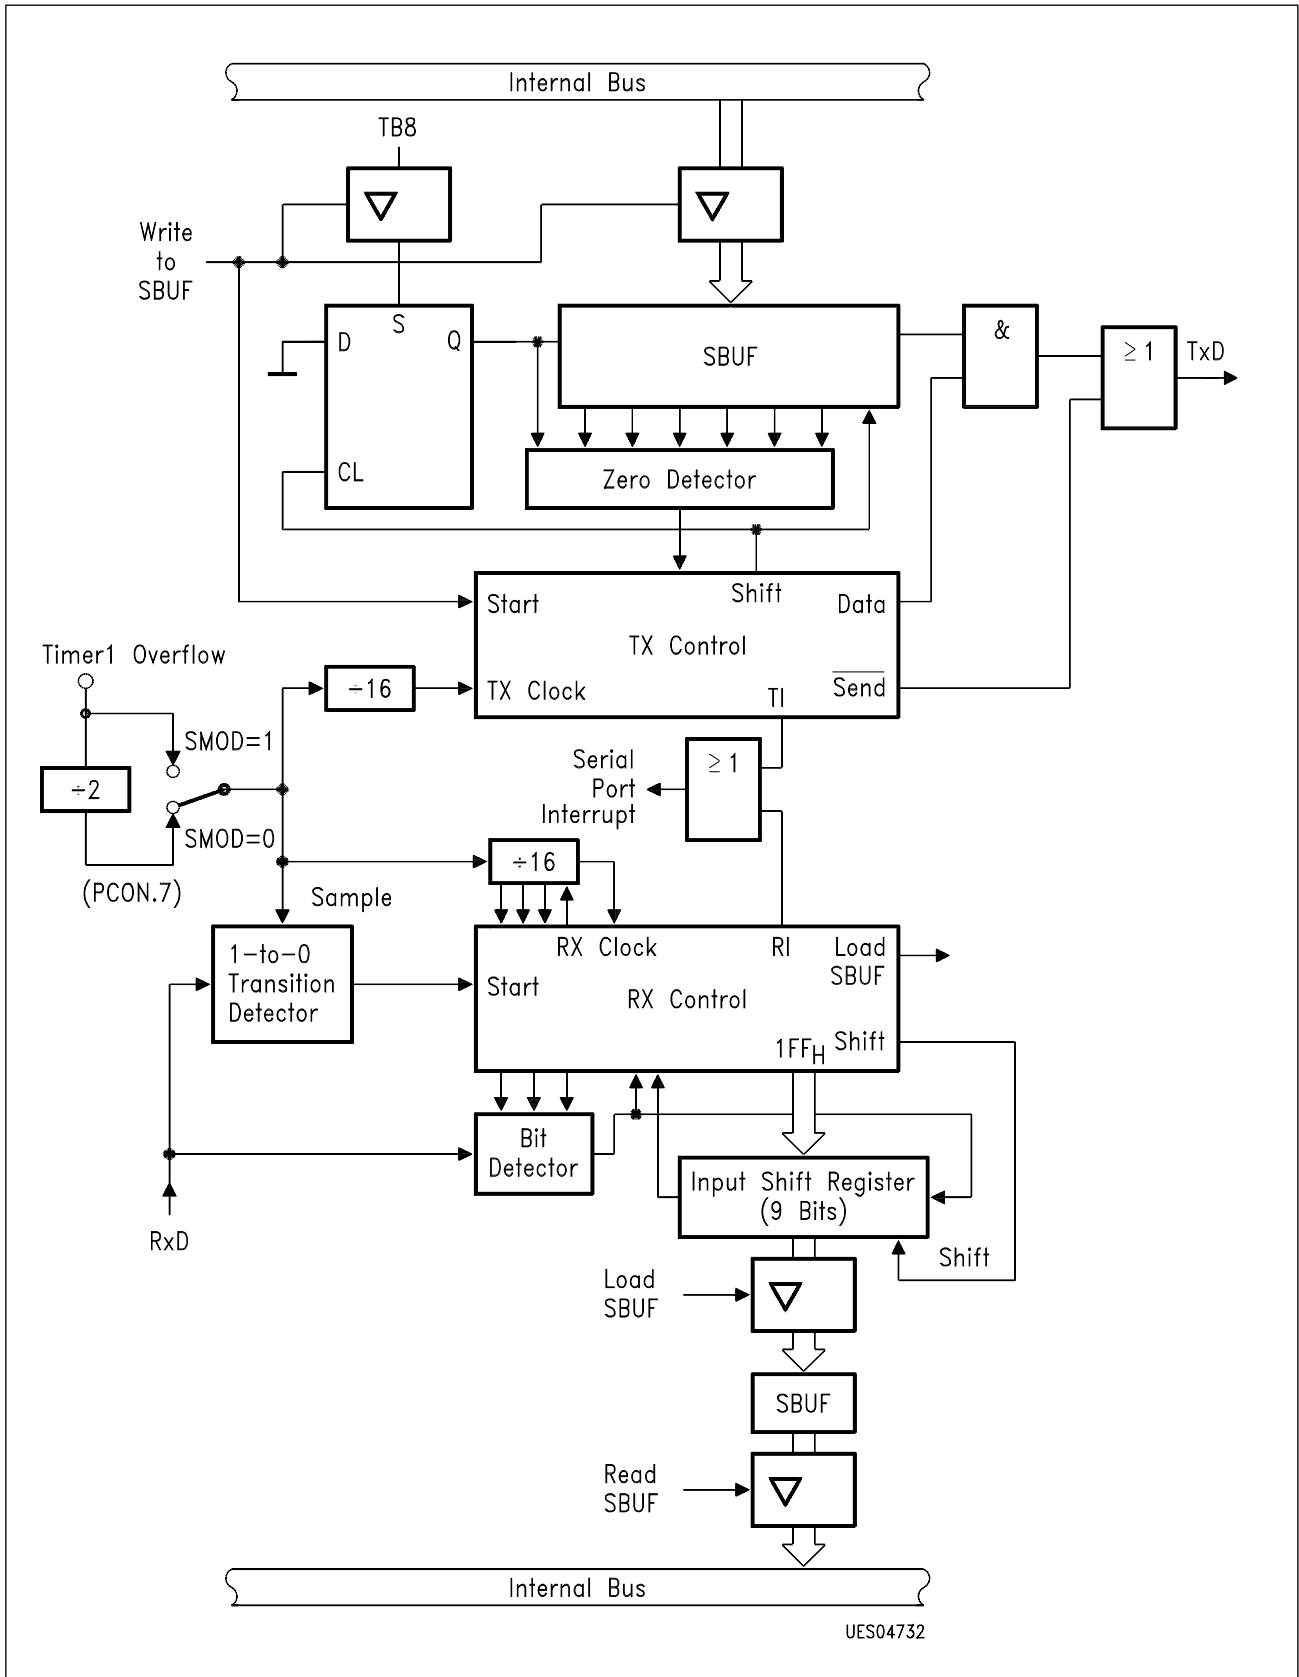 Internal Bus
TB8
Write
to
SBUF
S
D
Q
CL
SBUF
&
≥ 1
TxD
Zero Detector
Shift
Start
Data
TX Control
TX Clock
TI
Send
Timer1 Overflow
÷16
SMOD=1
÷2
SMOD=0
(PCON.7)
Serial
Port
Interrupt
≥ 1
÷16
Sample
1-to-0
Transition
Detector
RX Clock
RI
Load
SBUF
Start
RX Control
1FFH
Shift
Bit
Detector
Input Shift Register
(9 Bits)
RxD
Shift
Load
SBUF
SBUF
Read
SBUF
Internal Bus
UES04732